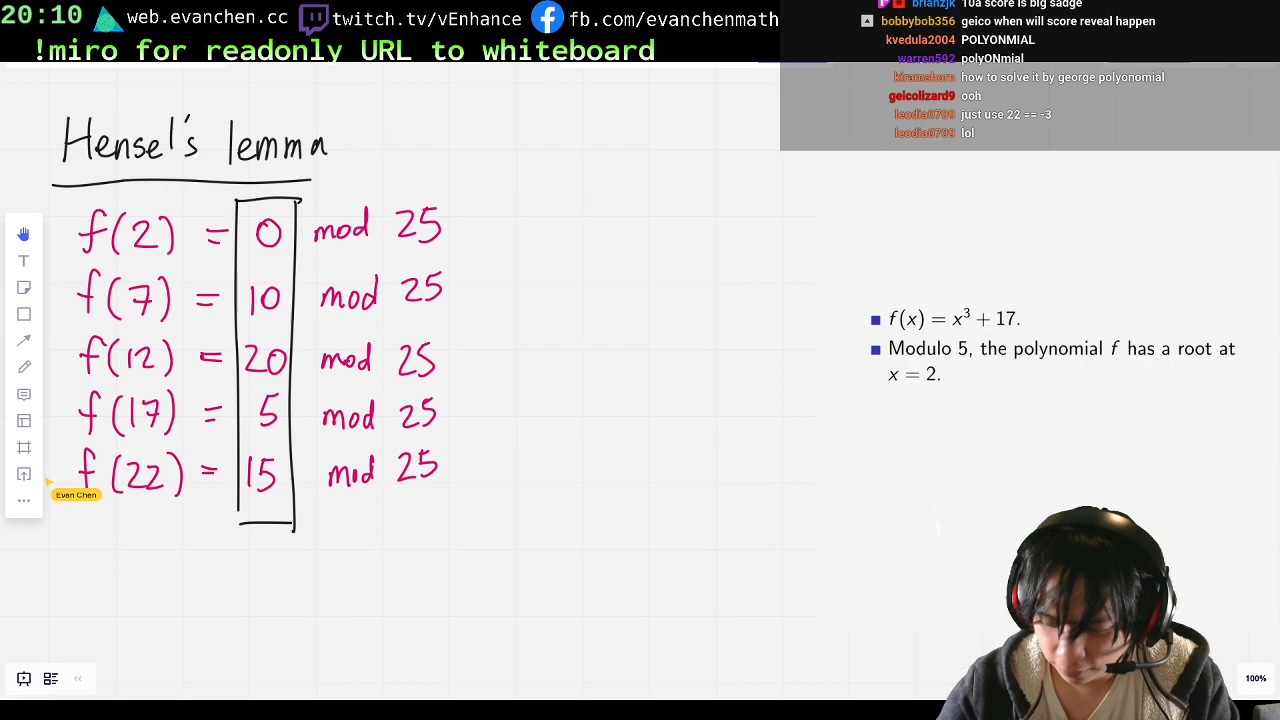 20:10 web.evanchen.cc twitch.tv/vEnhance fb.com/evanchenmath
!miro for readonly URL to whiteboard
brianzjk 10a score is big sadge
bobbybob356 geico when will score reveal happen
kvedula2004 POLYONMIAL
warren592 polyONmial
kiramshorn how to solve it by george polyonomial
geicolizard9 ooh
leodia0709 just use 22 == -3
leodia0709 lol
Hensel's lemma
f(2) = 0 mod 25
f(7) = 10 mod 25
f(12) = 20 mod 25
f(17) = 5 mod 25
f(22) = 15 mod 25
Evan Chen
f(x) = x³ + 17.
Modulo 5, the polynomial f has a root at
x = 2.
100%